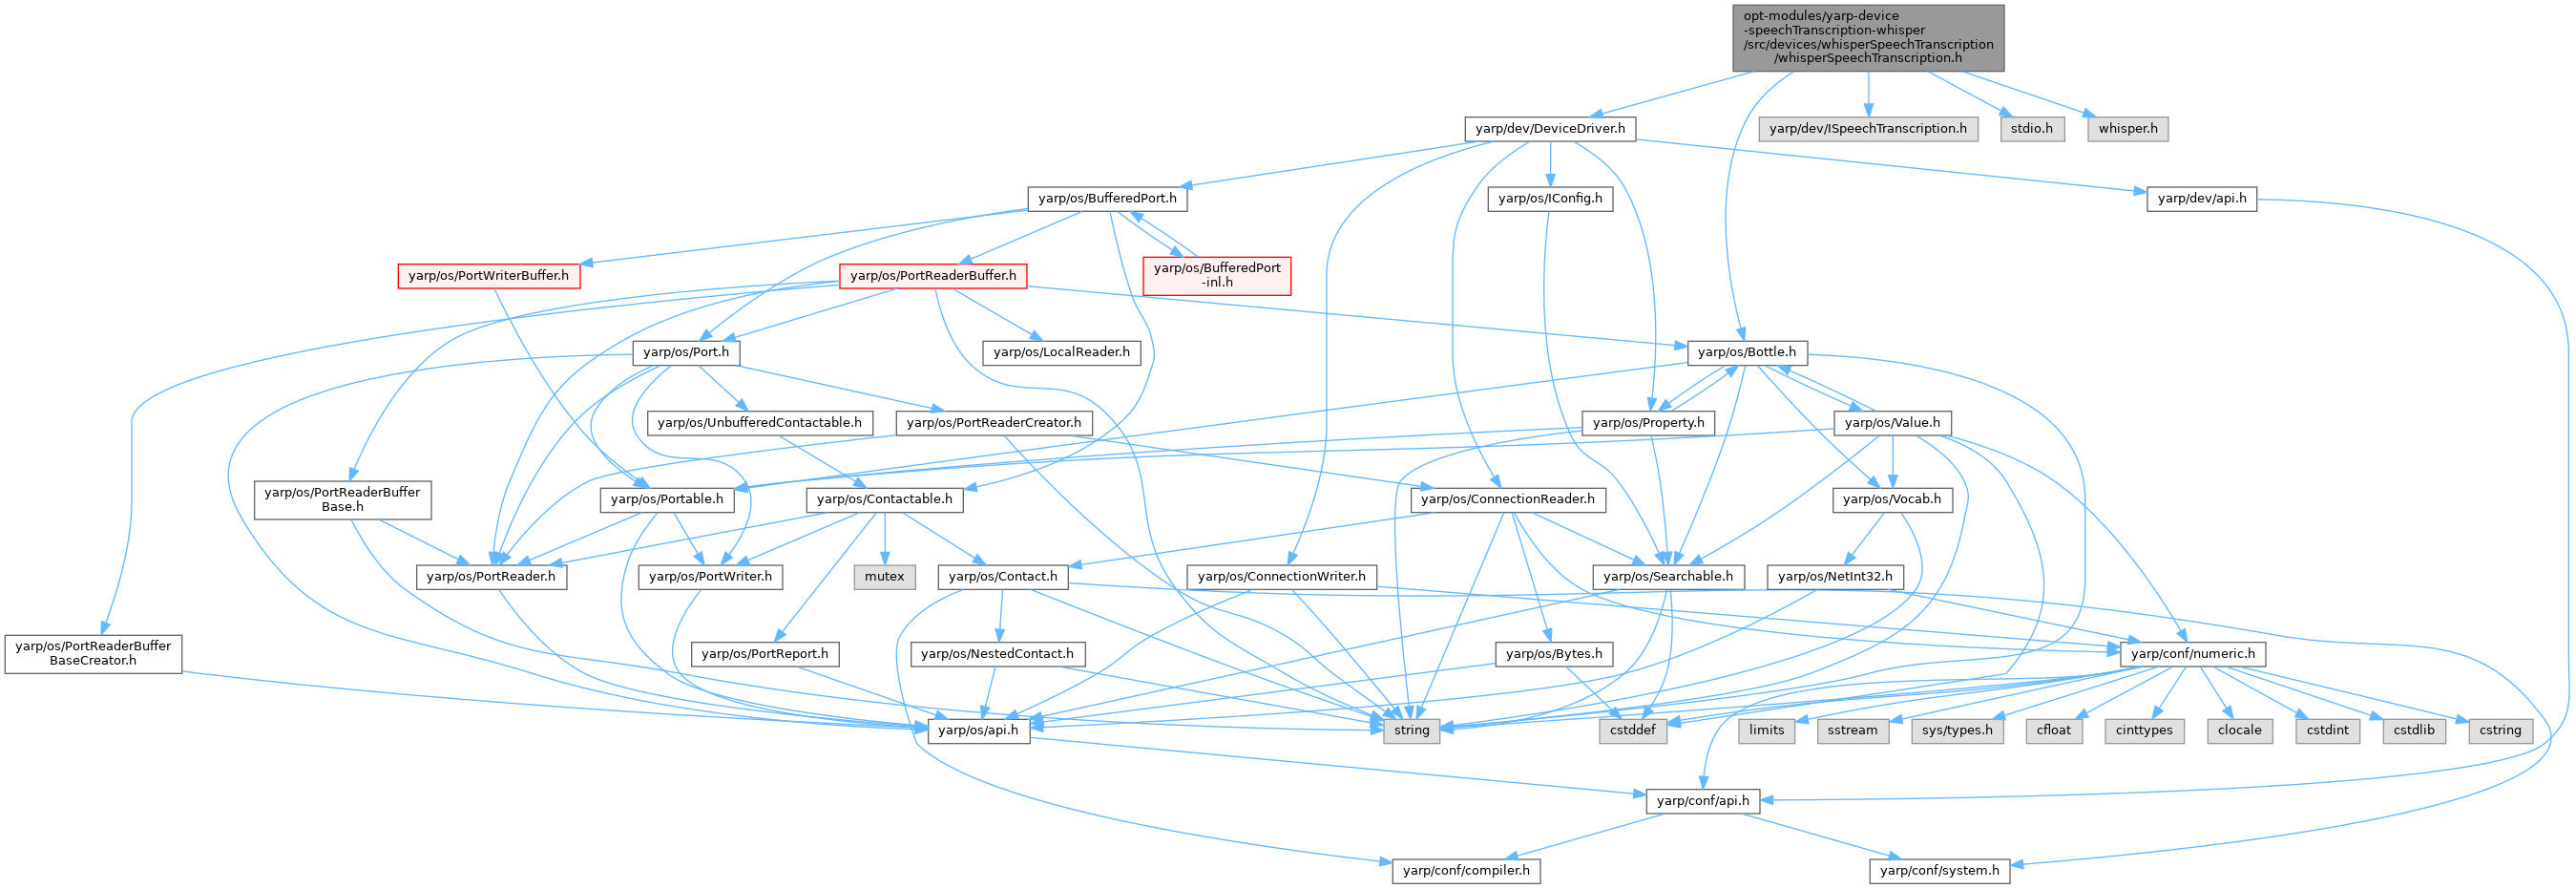 opt-modules/yarp-device
-speechTranscription-whisper
/src/devices/whisperSpeechTranscription
/whisperSpeechTranscription.h
yarp/dev/DeviceDriver.h
yarp/dev/ISpeechTranscription.h
stdio.h
whisper.h
yarp/os/BufferedPort.h
yarp/os/IConfig.h
yarp/dev/api.h
yarp/os/PortWriterBuffer.h
yarp/os/PortReaderBuffer.h
yarp/os/BufferedPort
-inl.h
yarp/os/Port.h
yarp/os/LocalReader.h
yarp/os/Bottle.h
yarp/os/UnbufferedContactable.h
yarp/os/PortReaderCreator.h
yarp/os/Property.h
yarp/os/Value.h
yarp/os/PortReaderBuffer
Base.h
yarp/os/Portable.h
yarp/os/Contactable.h
yarp/os/ConnectionReader.h
yarp/os/Vocab.h
yarp/os/PortReader.h
yarp/os/PortWriter.h
mutex
yarp/os/Contact.h
yarp/os/ConnectionWriter.h
yarp/os/Searchable.h
yarp/os/NetInt32.h
yarp/os/PortReaderBuffer
BaseCreator.h
yarp/os/PortReport.h
yarp/os/NestedContact.h
yarp/os/Bytes.h
yarp/conf/numeric.h
yarp/os/api.h
string
cstddef
limits
sstream
sys/types.h
cfloat
cinttypes
clocale
cstdint
cstdlib
cstring
yarp/conf/api.h
yarp/conf/compiler.h
yarp/conf/system.h